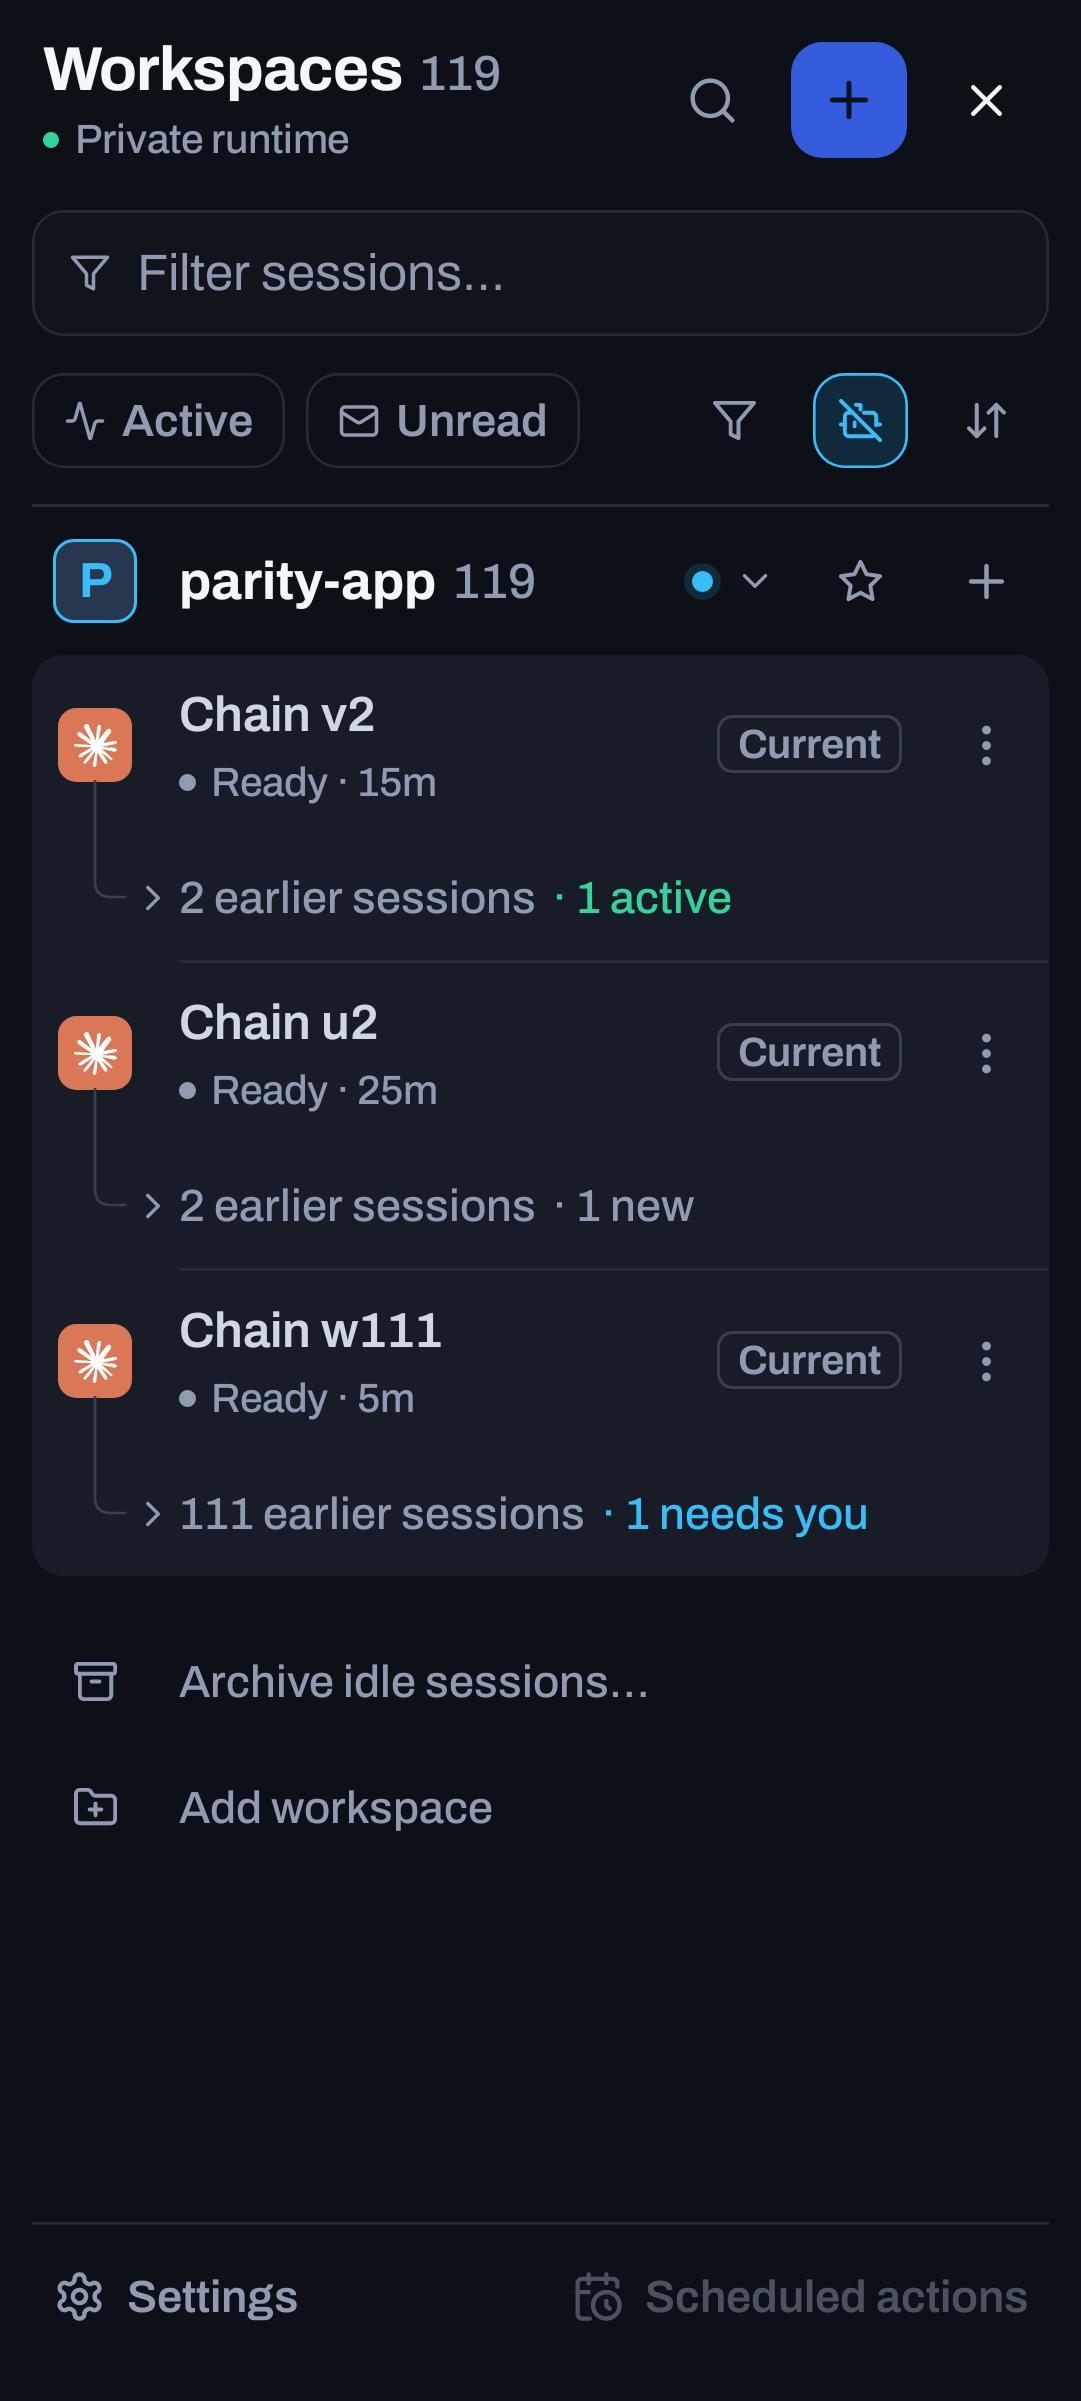 Workspaces 119
Private runtime
Filter sessions...
Active
Unread
P
parity-app 119
Chain v2
Ready · 15m
Current
2 earlier sessions · 1 active
Chain u2
Ready · 25m
Current
2 earlier sessions · 1 new
Chain w111
Ready · 5m
Current
111 earlier sessions · 1 needs you
Archive idle sessions...
Add workspace
Settings
Scheduled actions